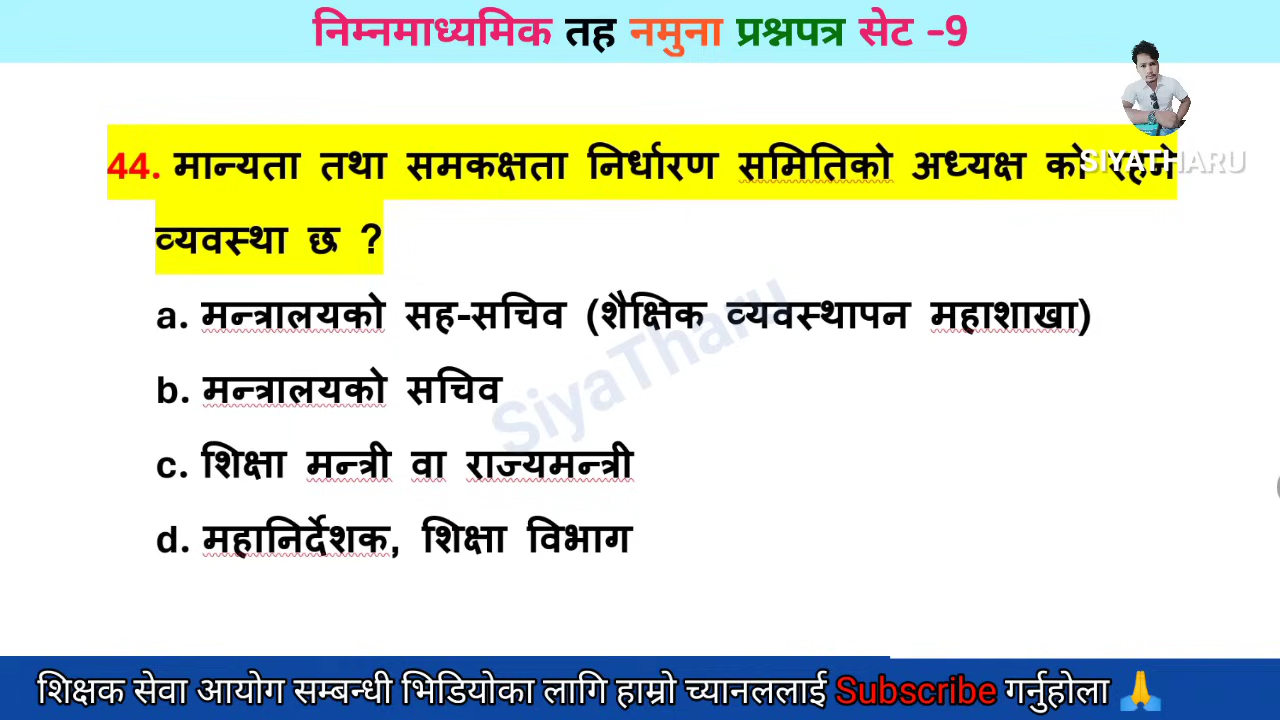 निम्नमाध्यमिक तह नमुना प्रश्नपत्र सेट -9
44. मान्यता तथा समकक्षता निर्धारण समितिको अध्यक्ष को रहने
SIYATHARU
व्यवस्था छ ?
a. मन्त्रालयको सह-सचिव (शैक्षिक व्यवस्थापन महाशाखा)
b. मन्त्रालयको सचिव
SiyaTharu
c. शिक्षा मन्त्री वा राज्यमन्त्री
d. महानिर्देशक, शिक्षा विभाग
शिक्षक सेवा आयोग सम्बन्धी भिडियोका लागि हाम्रो च्यानललाई Subscribe गर्नुहोला 🙏